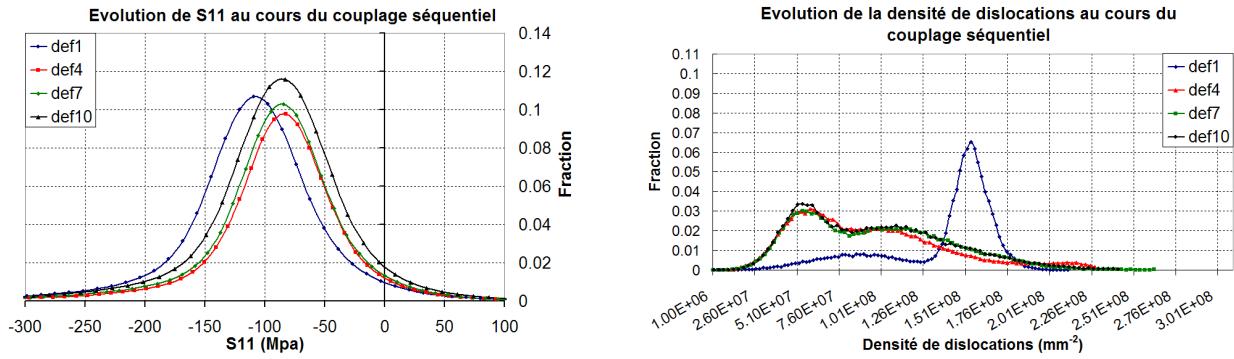 Evolution de S11 au cours du couplage séquentiel
def1
def4
def7
def10
0.14
0.12
0.10
0.08
0.06
0.04
0.02
0
Fraction
-300
-250
-200
-150
-100
-50
0
50
100
S11 (Mpa)
Evolution de la densité de dislocations au cours du
couplage séquentiel
0.11
0.1
0.09
0.08
0.07
0.06
0.05
0.04
0.03
0.02
0.01
0
Fraction
def1
def4
def7
def10
1.00E+06
2.60E+07
5.10E+07
7.60E+07
1.01E+08
1.26E+08
1.51E+08
1.76E+08
2.01E+08
2.26E+08
2.51E+08
2.76E+08
3.01E+08
Densité de dislocations (mm⁻²)